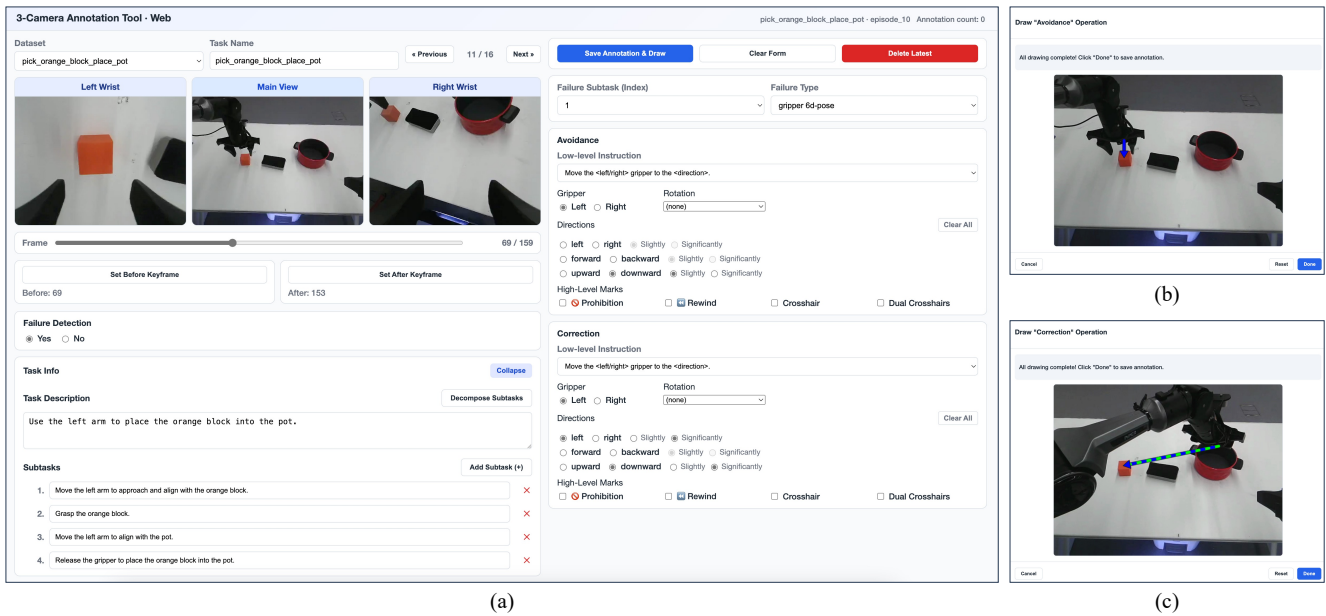 3-Camera Annotation Tool · Web
pick_orange_block_place_pot · episode_10 Annotation count: 0
Dataset
pick_orange_block_place_pot
Task Name
pick_orange_block_place_pot
« Previous
11 / 16
Next »
Left Wrist
Main View
Right Wrist
Frame
69 / 159
Set Before Keyframe
Before: 69
Set After Keyframe
After: 153
Failure Detection
Yes No
Task Info
Collapse
Task Description
Decompose Subtasks
Use the left arm to place the orange block into the pot.
Subtasks
Add Subtask (+)
1. Move the left arm to approach and align with the orange block.
2. Grasp the orange block.
3. Move the left arm to align with the pot.
4. Release the gripper to place the orange block into the pot.
Save Annotation & Draw
Clear Form
Delete Latest
Failure Subtask (Index)
1
Failure Type
gripper 6d-pose
Avoidance
Low-level Instruction
Move the <left/right> gripper to the <direction>.
Gripper
Left Right
Rotation
(none)
Directions
Clear All
left right Slightly Significantly
forward backward Slightly Significantly
upward downward Slightly Significantly
High-Level Marks
Prohibition Rewind Crosshair Dual Crosshairs
Correction
Low-level Instruction
Move the <left/right> gripper to the <direction>.
Gripper
Left Right
Rotation
(none)
Directions
Clear All
left right Slightly Significantly
forward backward Slightly Significantly
upward downward Slightly Significantly
High-Level Marks
Prohibition Rewind Crosshair Dual Crosshairs
(a)
Draw "Avoidance" Operation
All drawing complete! Click "Done" to save annotation.
Cancel Reset Done
(b)
Draw "Correction" Operation
All drawing complete! Click "Done" to save annotation.
Cancel Reset Done
(c)